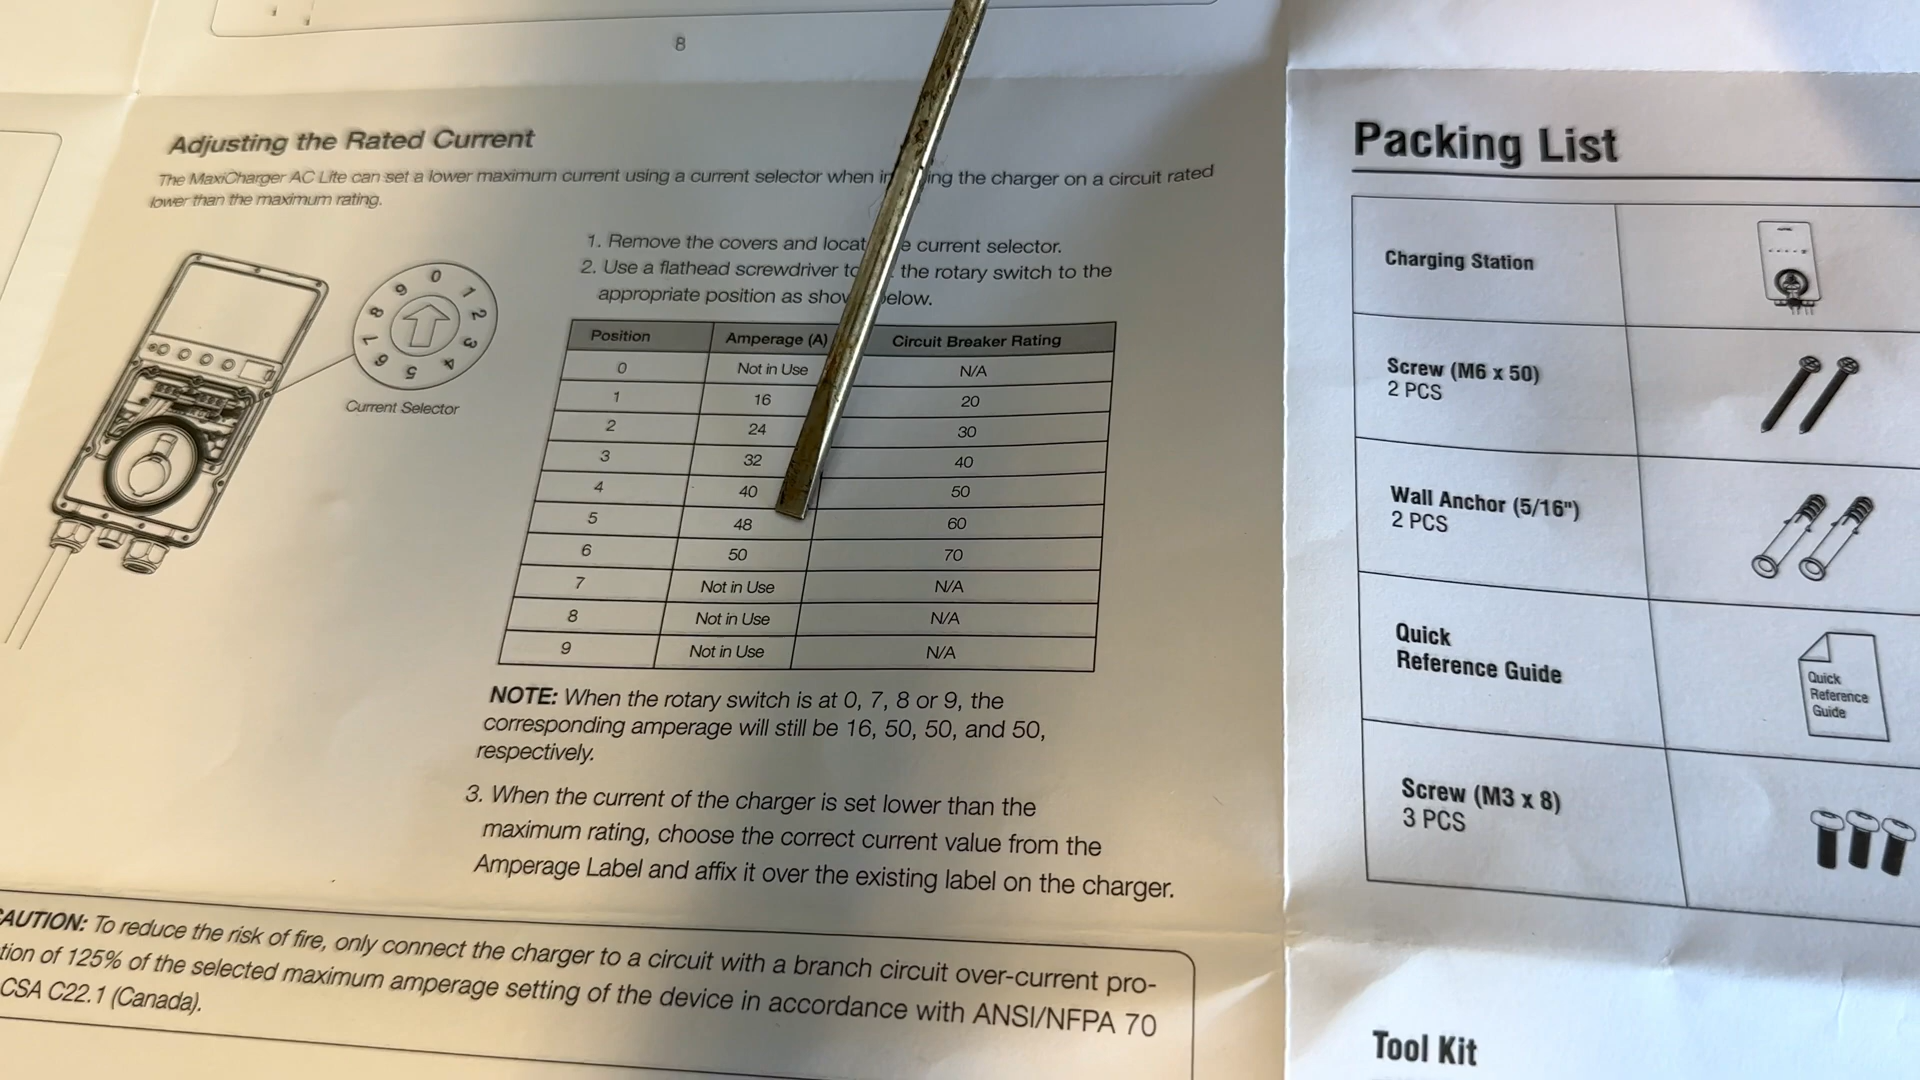 8
Adjusting the Rated Current
The MaxiCharger AC Lite can set a lower maximum current using a current selector when ing the charger on a circuit rated
lower than the maximum rating.
0
1
2
3
4
5
6
7
8
9
Current Selector
1. Remove the covers and locat e current selector.
2. Use a flathead screwdriver to the rotary switch to the
appropriate position as show below.
Position Amperage (A) Circuit Breaker Rating
0 Not in Use N/A
1 16 20
2 24 30
3 32 40
4 40 50
5 48 60
6 50 70
7 Not in Use N/A
8 Not in Use N/A
9 Not in Use N/A
NOTE: When the rotary switch is at 0, 7, 8 or 9, the
corresponding amperage will still be 16, 50, 50, and 50,
respectively.
3. When the current of the charger is set lower than the
maximum rating, choose the correct current value from the
Amperage Label and affix it over the existing label on the charger.
CAUTION: To reduce the risk of fire, only connect the charger to a circuit with a branch circuit over-current pro-
tion of 125% of the selected maximum amperage setting of the device in accordance with ANSI/NFPA 70
CSA C22.1 (Canada).
Packing List
Charging Station
Screw (M6 x 50)
2 PCS
Wall Anchor (5/16")
2 PCS
Quick
Reference Guide
Quick
Reference
Guide
Screw (M3 x 8)
3 PCS
Tool Kit